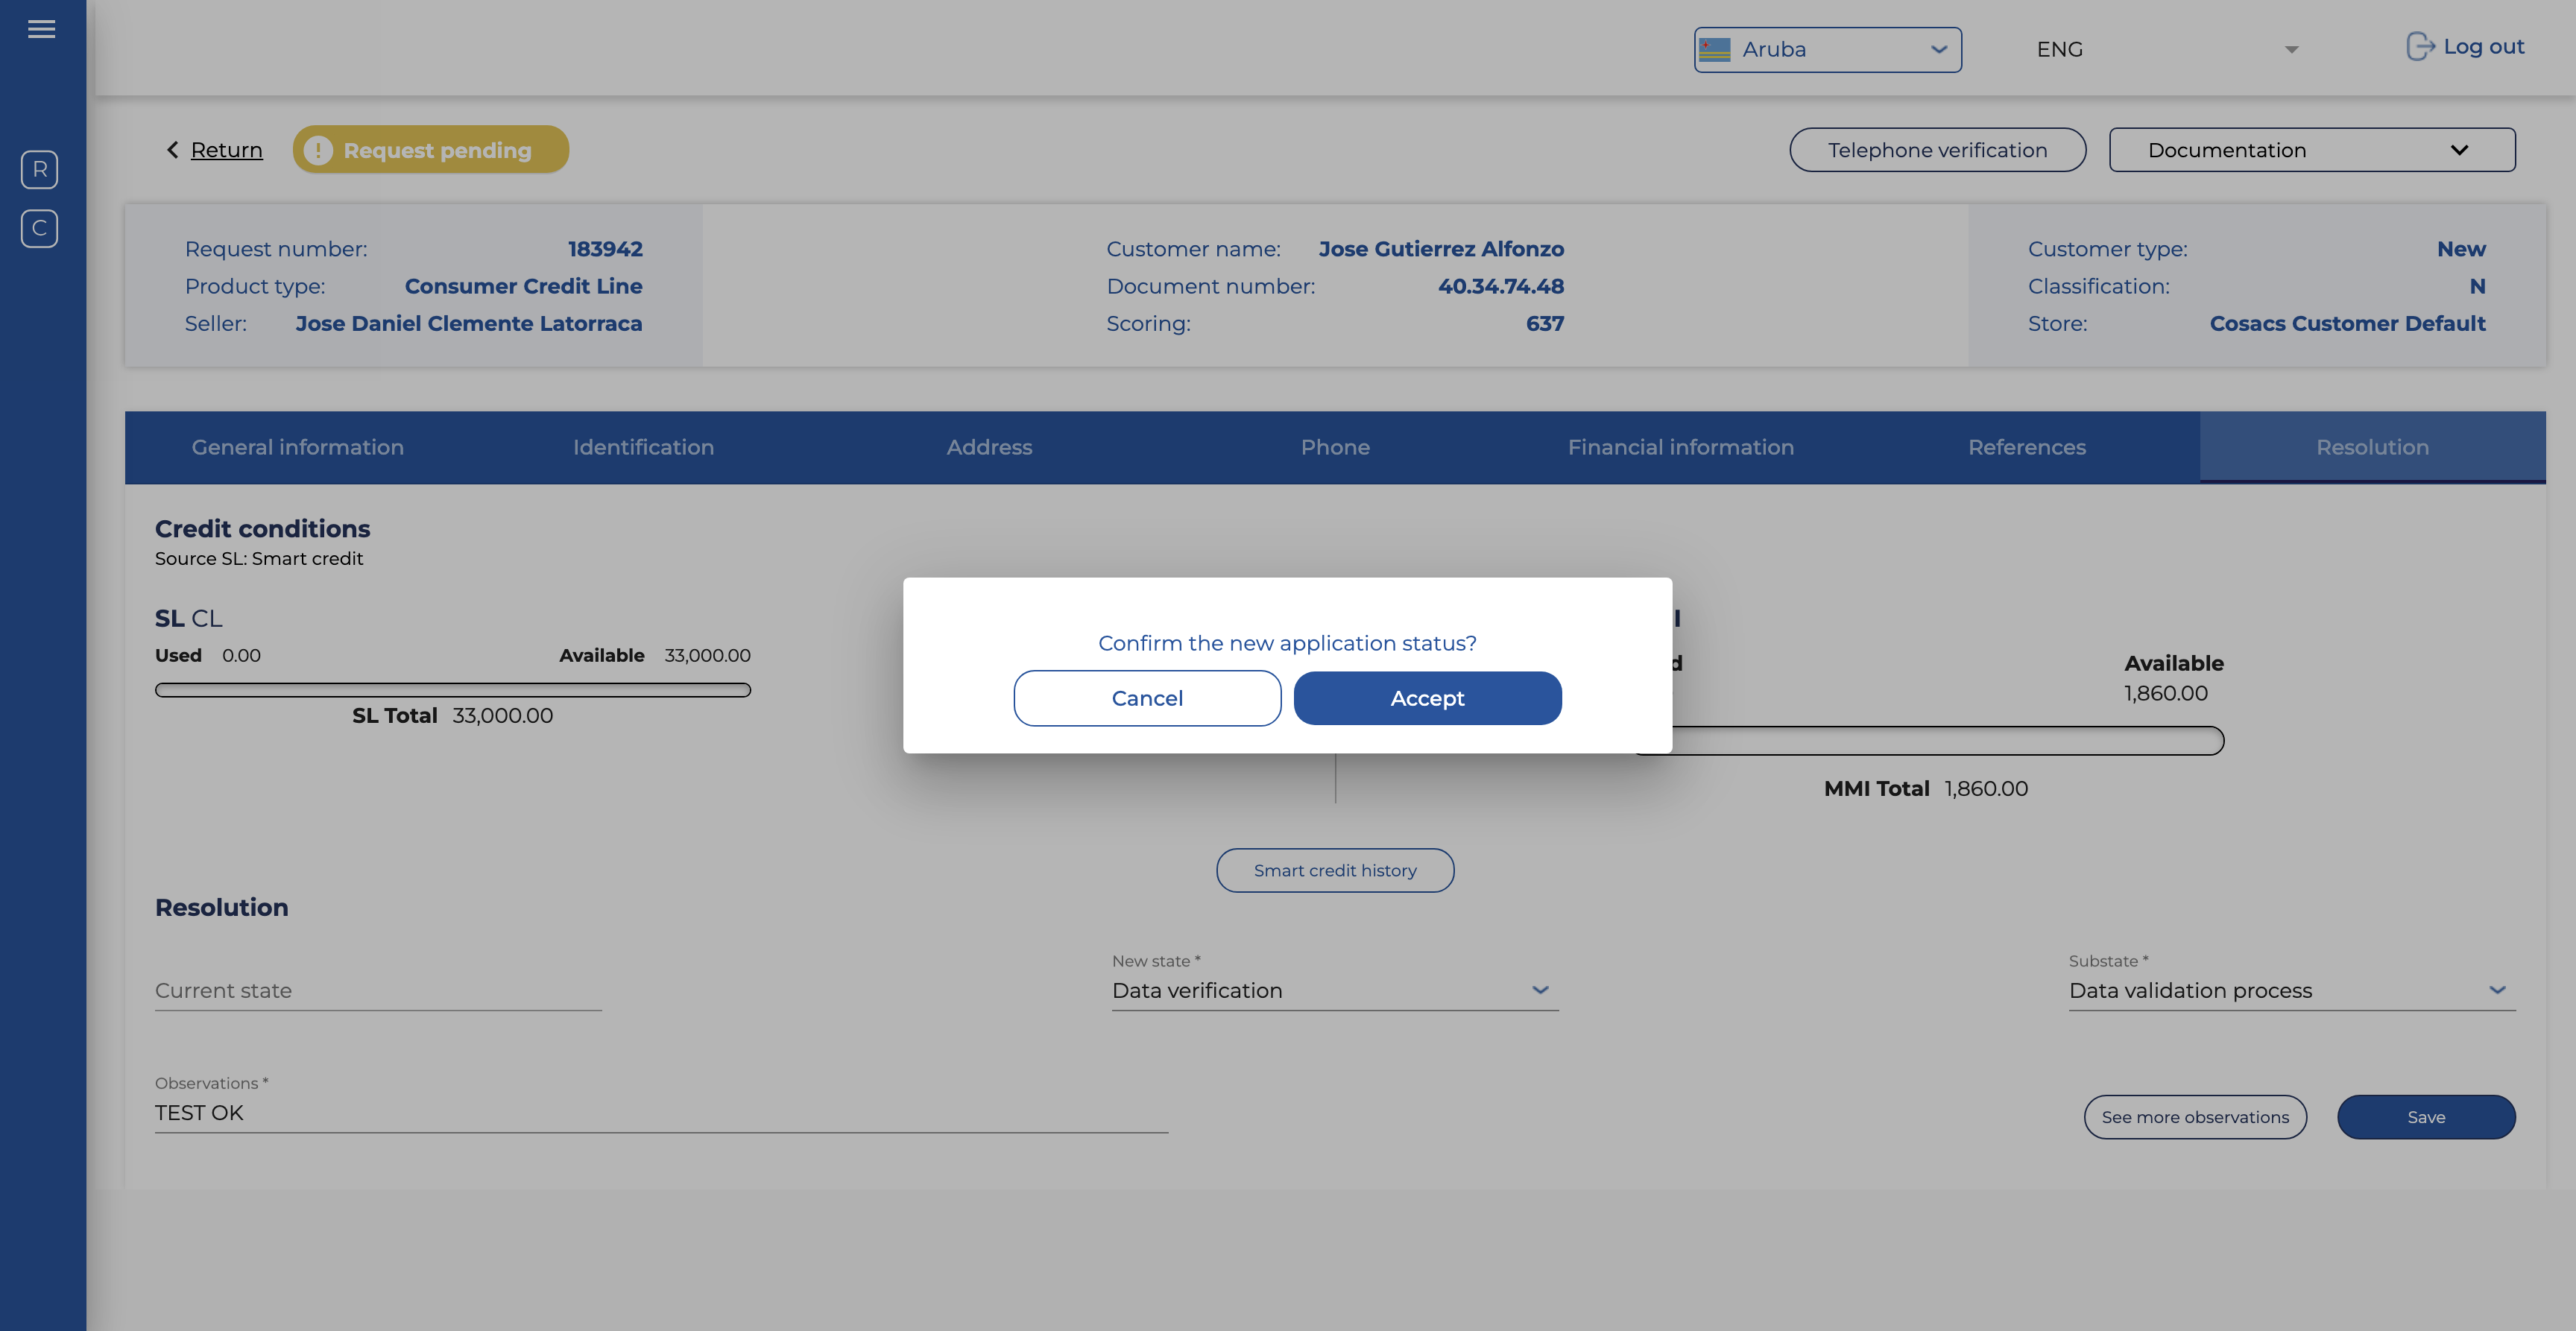 Aruba
ENG
Log out
R
C
Return
Request pending
Telephone verification
Documentation
Request number: 183942
Product type: Consumer Credit Line
Seller: Jose Daniel Clemente Latorraca
Customer name: Jose Gutierrez Alfonzo
Document number: 40.34.74.48
Scoring: 637
Customer type: New
Classification: N
Store: Cosacs Customer Default
General information
Identification
Address
Phone
Financial information
References
Resolution
Credit conditions
Source SL: Smart credit
SL CL
Used 0.00 Available 33,000.00
SL Total 33,000.00
Confirm the new application status?
Cancel
Accept
Available
1,860.00
MMI Total 1,860.00
Smart credit history
Resolution
Current state
New state *
Data verification
Substate *
Data validation process
Observations *
TEST OK
See more observations
Save